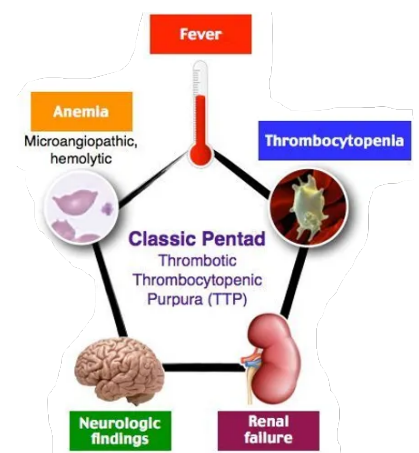 Fever
Anemia
Microangiopathic,
hemolytic
Thrombocytopenia
Classic Pentad
Thrombotic
Thrombocytopenic
Purpura (TTP)
Neurologic
findings
Renal
failure